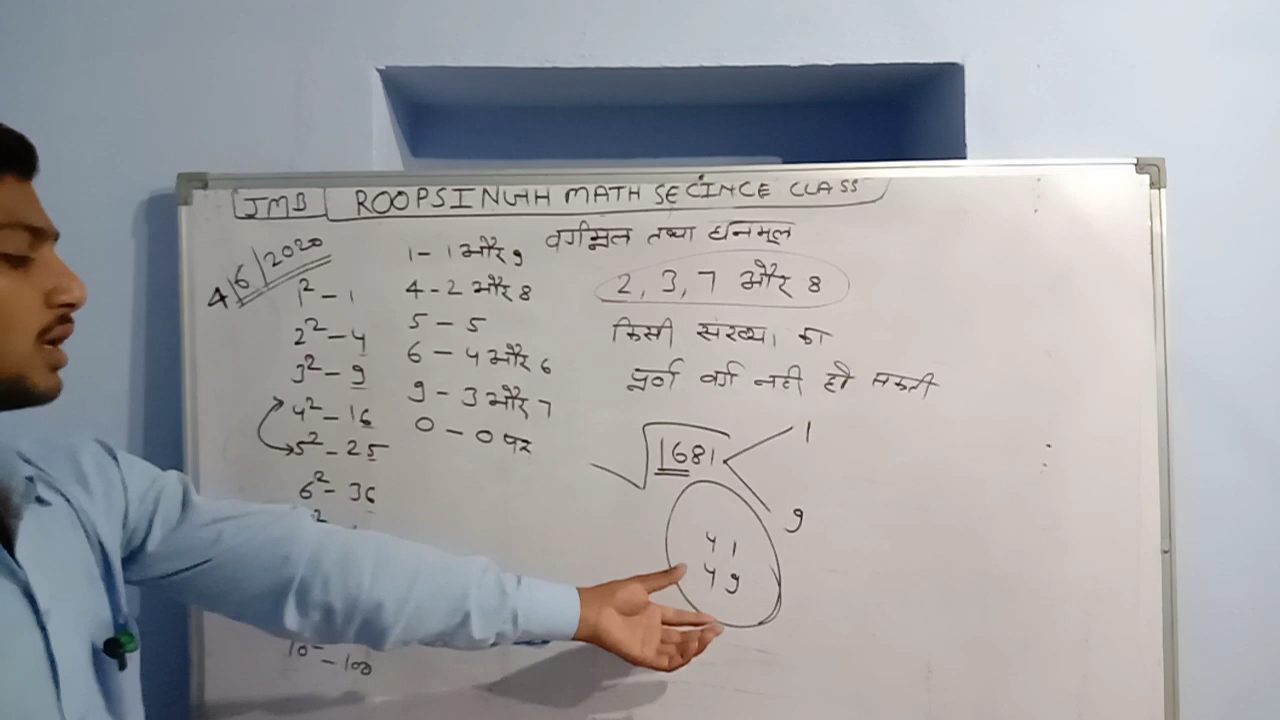 JMB ROOPSINGH MATH SECINCE CLASS
4/6/2020
वर्गमूल तथा घनमूल
1² - 1
2² - 4
3² - 9
4² - 16
5² - 25
6² - 36
10² - 100
1 - 1 और 9
4 - 2 और 8
5 - 5
6 - 4 और 6
9 - 3 और 7
0 - 0 पर
2, 3, 7 और 8
किसी संख्या का
पूर्ण वर्ग नही हो सकती
√1681
1
9
41
49